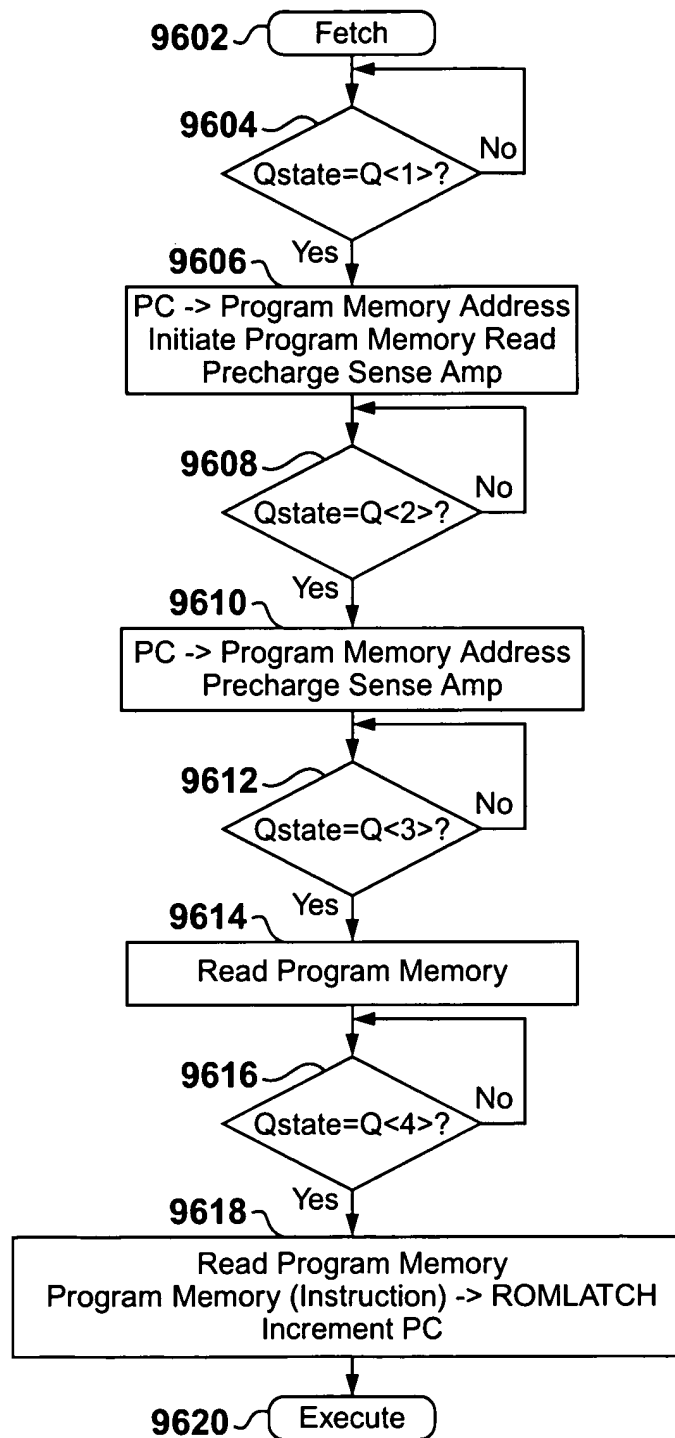 9602 Fetch
9604
Qstate=Q<1>?
No
Yes
9606
PC -> Program Memory Address
Initiate Program Memory Read
Precharge Sense Amp
9608
No
Qstate=Q<2>?
Yes
9610
PC -> Program Memory Address
Precharge Sense Amp
9612
No
Qstate=Q<3>?
Yes
9614
Read Program Memory
9616
No
Qstate=Q<4>?
Yes
9618
Read Program Memory
Program Memory (Instruction) -> ROMLATCH
Increment PC
9620 Execute